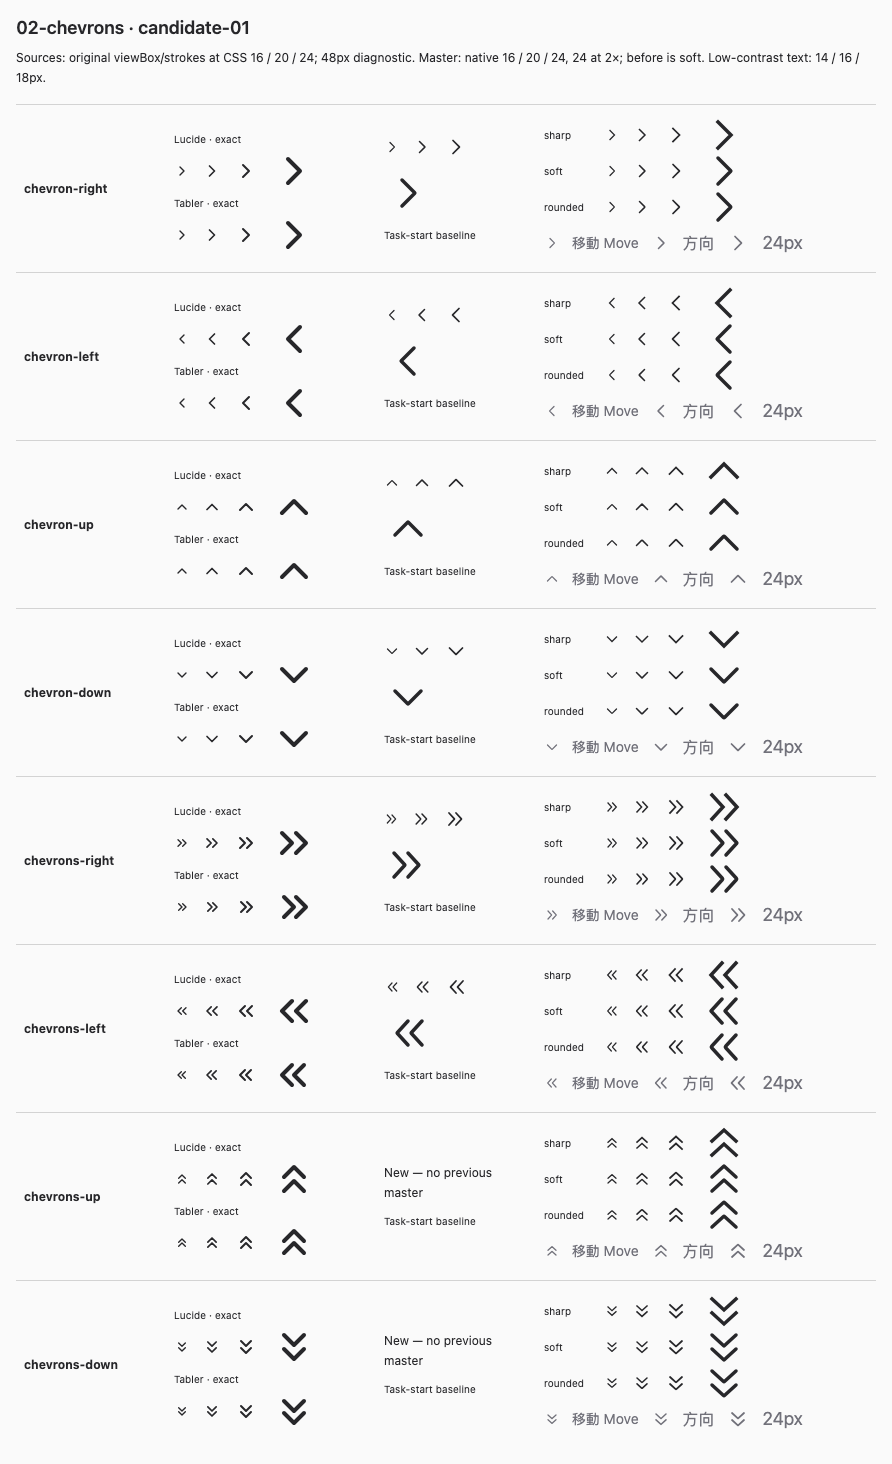 02-chevrons · candidate-01
Sources: original viewBox/strokes at CSS 16 / 20 / 24; 48px diagnostic. Master: native 16 / 20 / 24, 24 at 2×; before is soft. Low-contrast text: 14 / 16 /
18px.
chevron-right
Lucide · exact
Tabler · exact
Task-start baseline
sharp
soft
rounded
移動 Move 方向 24px
chevron-left
Lucide · exact
Tabler · exact
Task-start baseline
sharp
soft
rounded
移動 Move 方向 24px
chevron-up
Lucide · exact
Tabler · exact
Task-start baseline
sharp
soft
rounded
移動 Move 方向 24px
chevron-down
Lucide · exact
Tabler · exact
Task-start baseline
sharp
soft
rounded
移動 Move 方向 24px
chevrons-right
Lucide · exact
Tabler · exact
Task-start baseline
sharp
soft
rounded
移動 Move 方向 24px
chevrons-left
Lucide · exact
Tabler · exact
Task-start baseline
sharp
soft
rounded
移動 Move 方向 24px
chevrons-up
Lucide · exact
Tabler · exact
New — no previous
master
Task-start baseline
sharp
soft
rounded
移動 Move 方向 24px
chevrons-down
Lucide · exact
Tabler · exact
New — no previous
master
Task-start baseline
sharp
soft
rounded
移動 Move 方向 24px